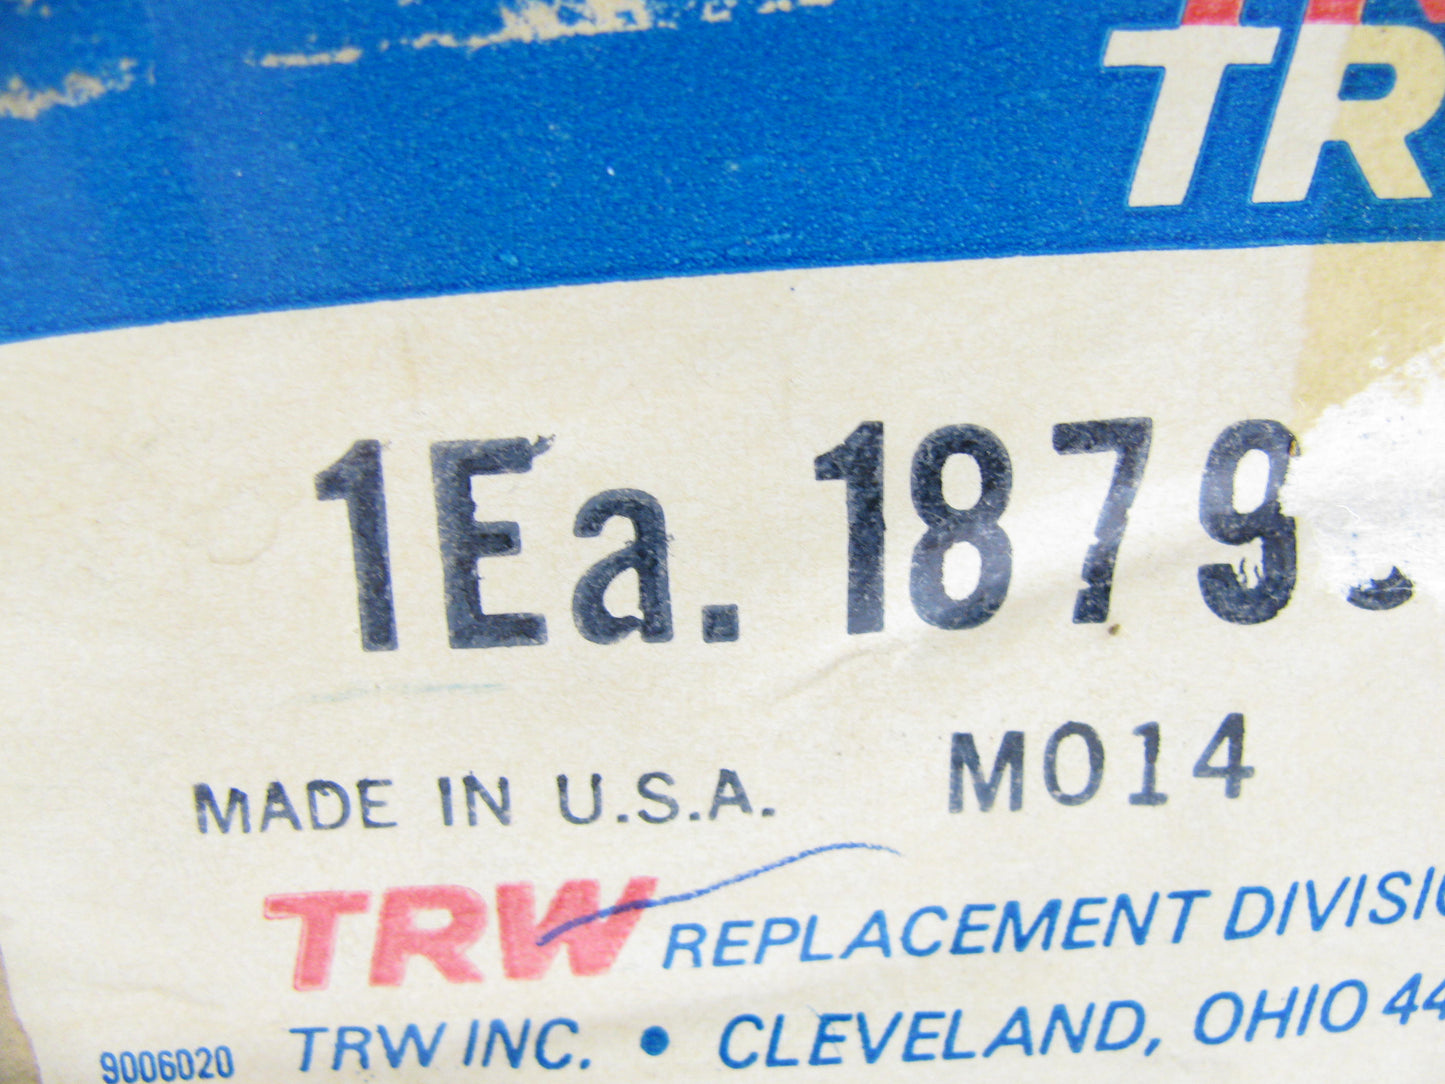 TR
1Ea. 1879
MADE IN U.S.A. M014
TRW REPLACEMENT DIVISI
TRW INC. • CLEVELAND, OHIO 44
9006020